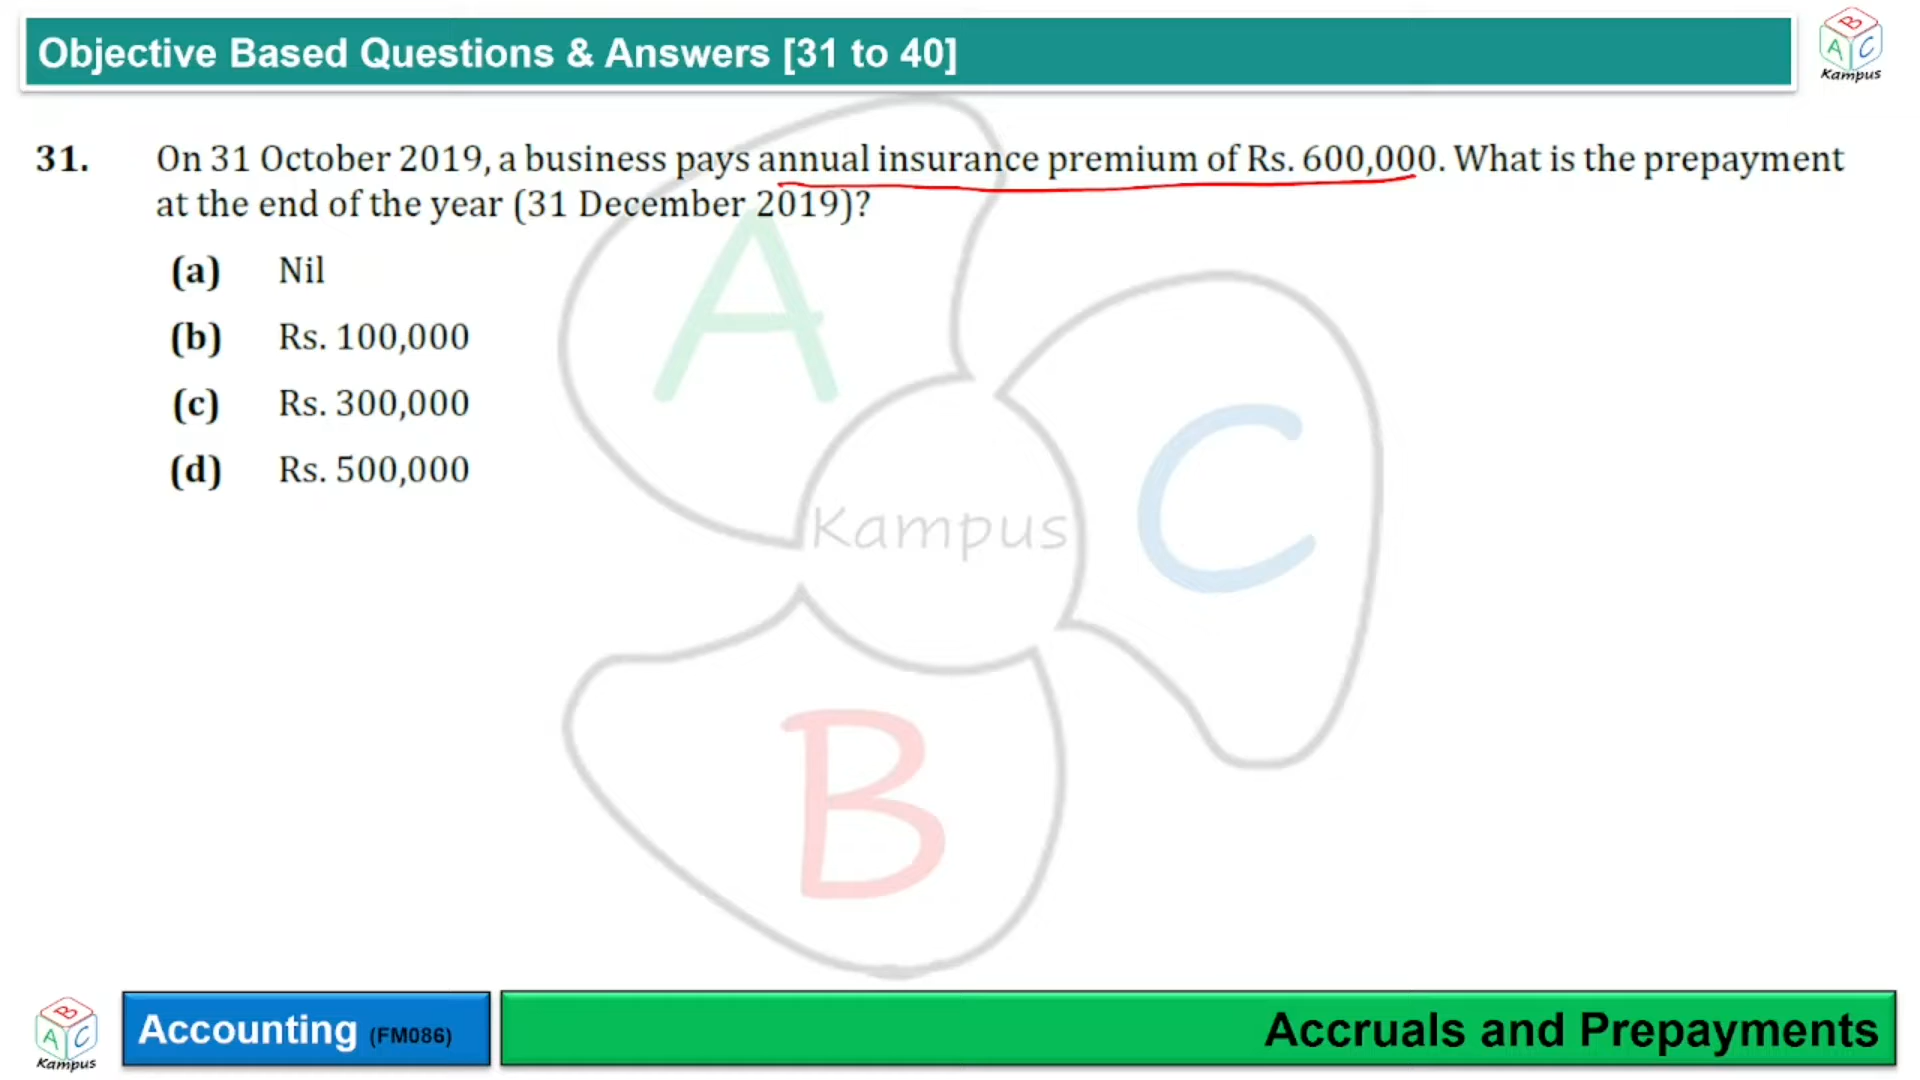 Objective Based Questions & Answers [31 to 40]
B
A C
Kampus
31. On 31 October 2019, a business pays annual insurance premium of Rs. 600,000. What is the prepayment
at the end of the year (31 December 2019)?
(a) Nil
(b) Rs. 100,000
(c) Rs. 300,000
(d) Rs. 500,000
A
C
Kampus
B
B
A C
Kampus
Accounting (FM086)
Accruals and Prepayments